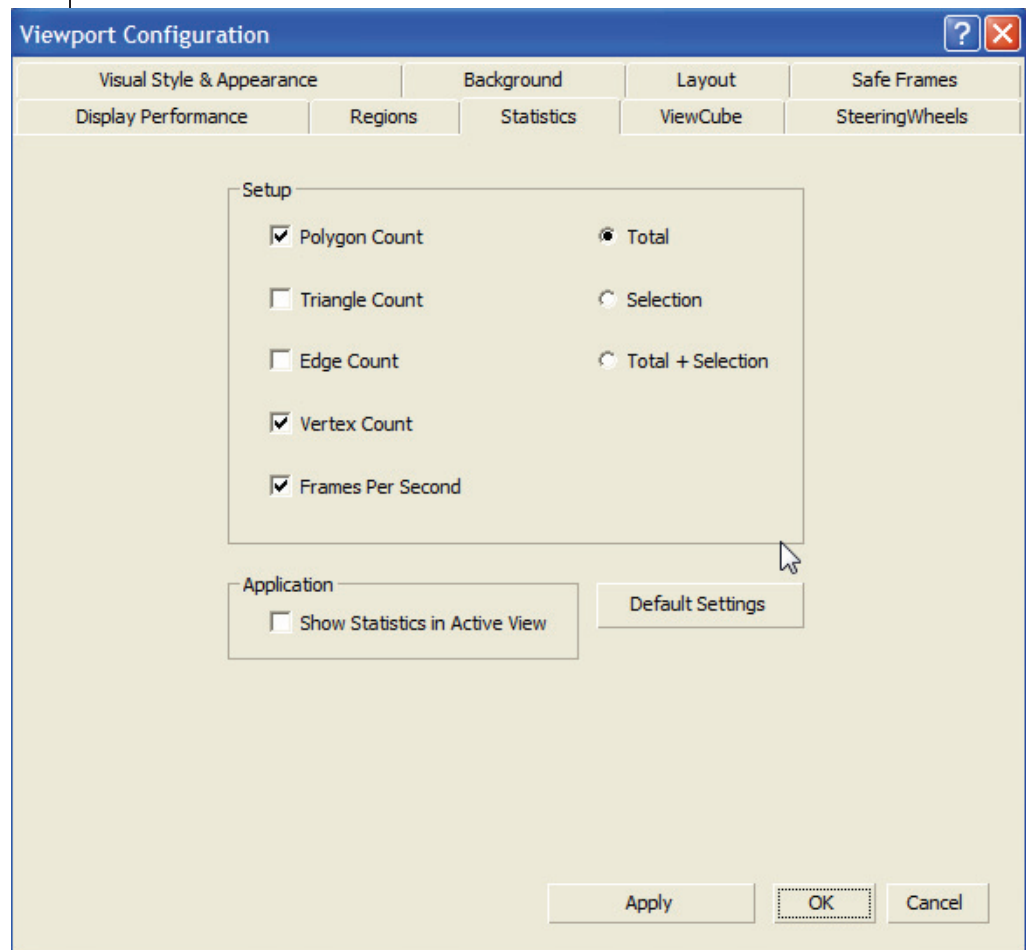 Viewport Configuration
Visual Style & Appearance Background Layout Safe Frames
Display Performance Regions Statistics ViewCube SteeringWheels
Setup
Polygon Count Total
Triangle Count Selection
Edge Count Total + Selection
Vertex Count
Frames Per Second
Application
Show Statistics in Active View Default Settings
Apply OK Cancel